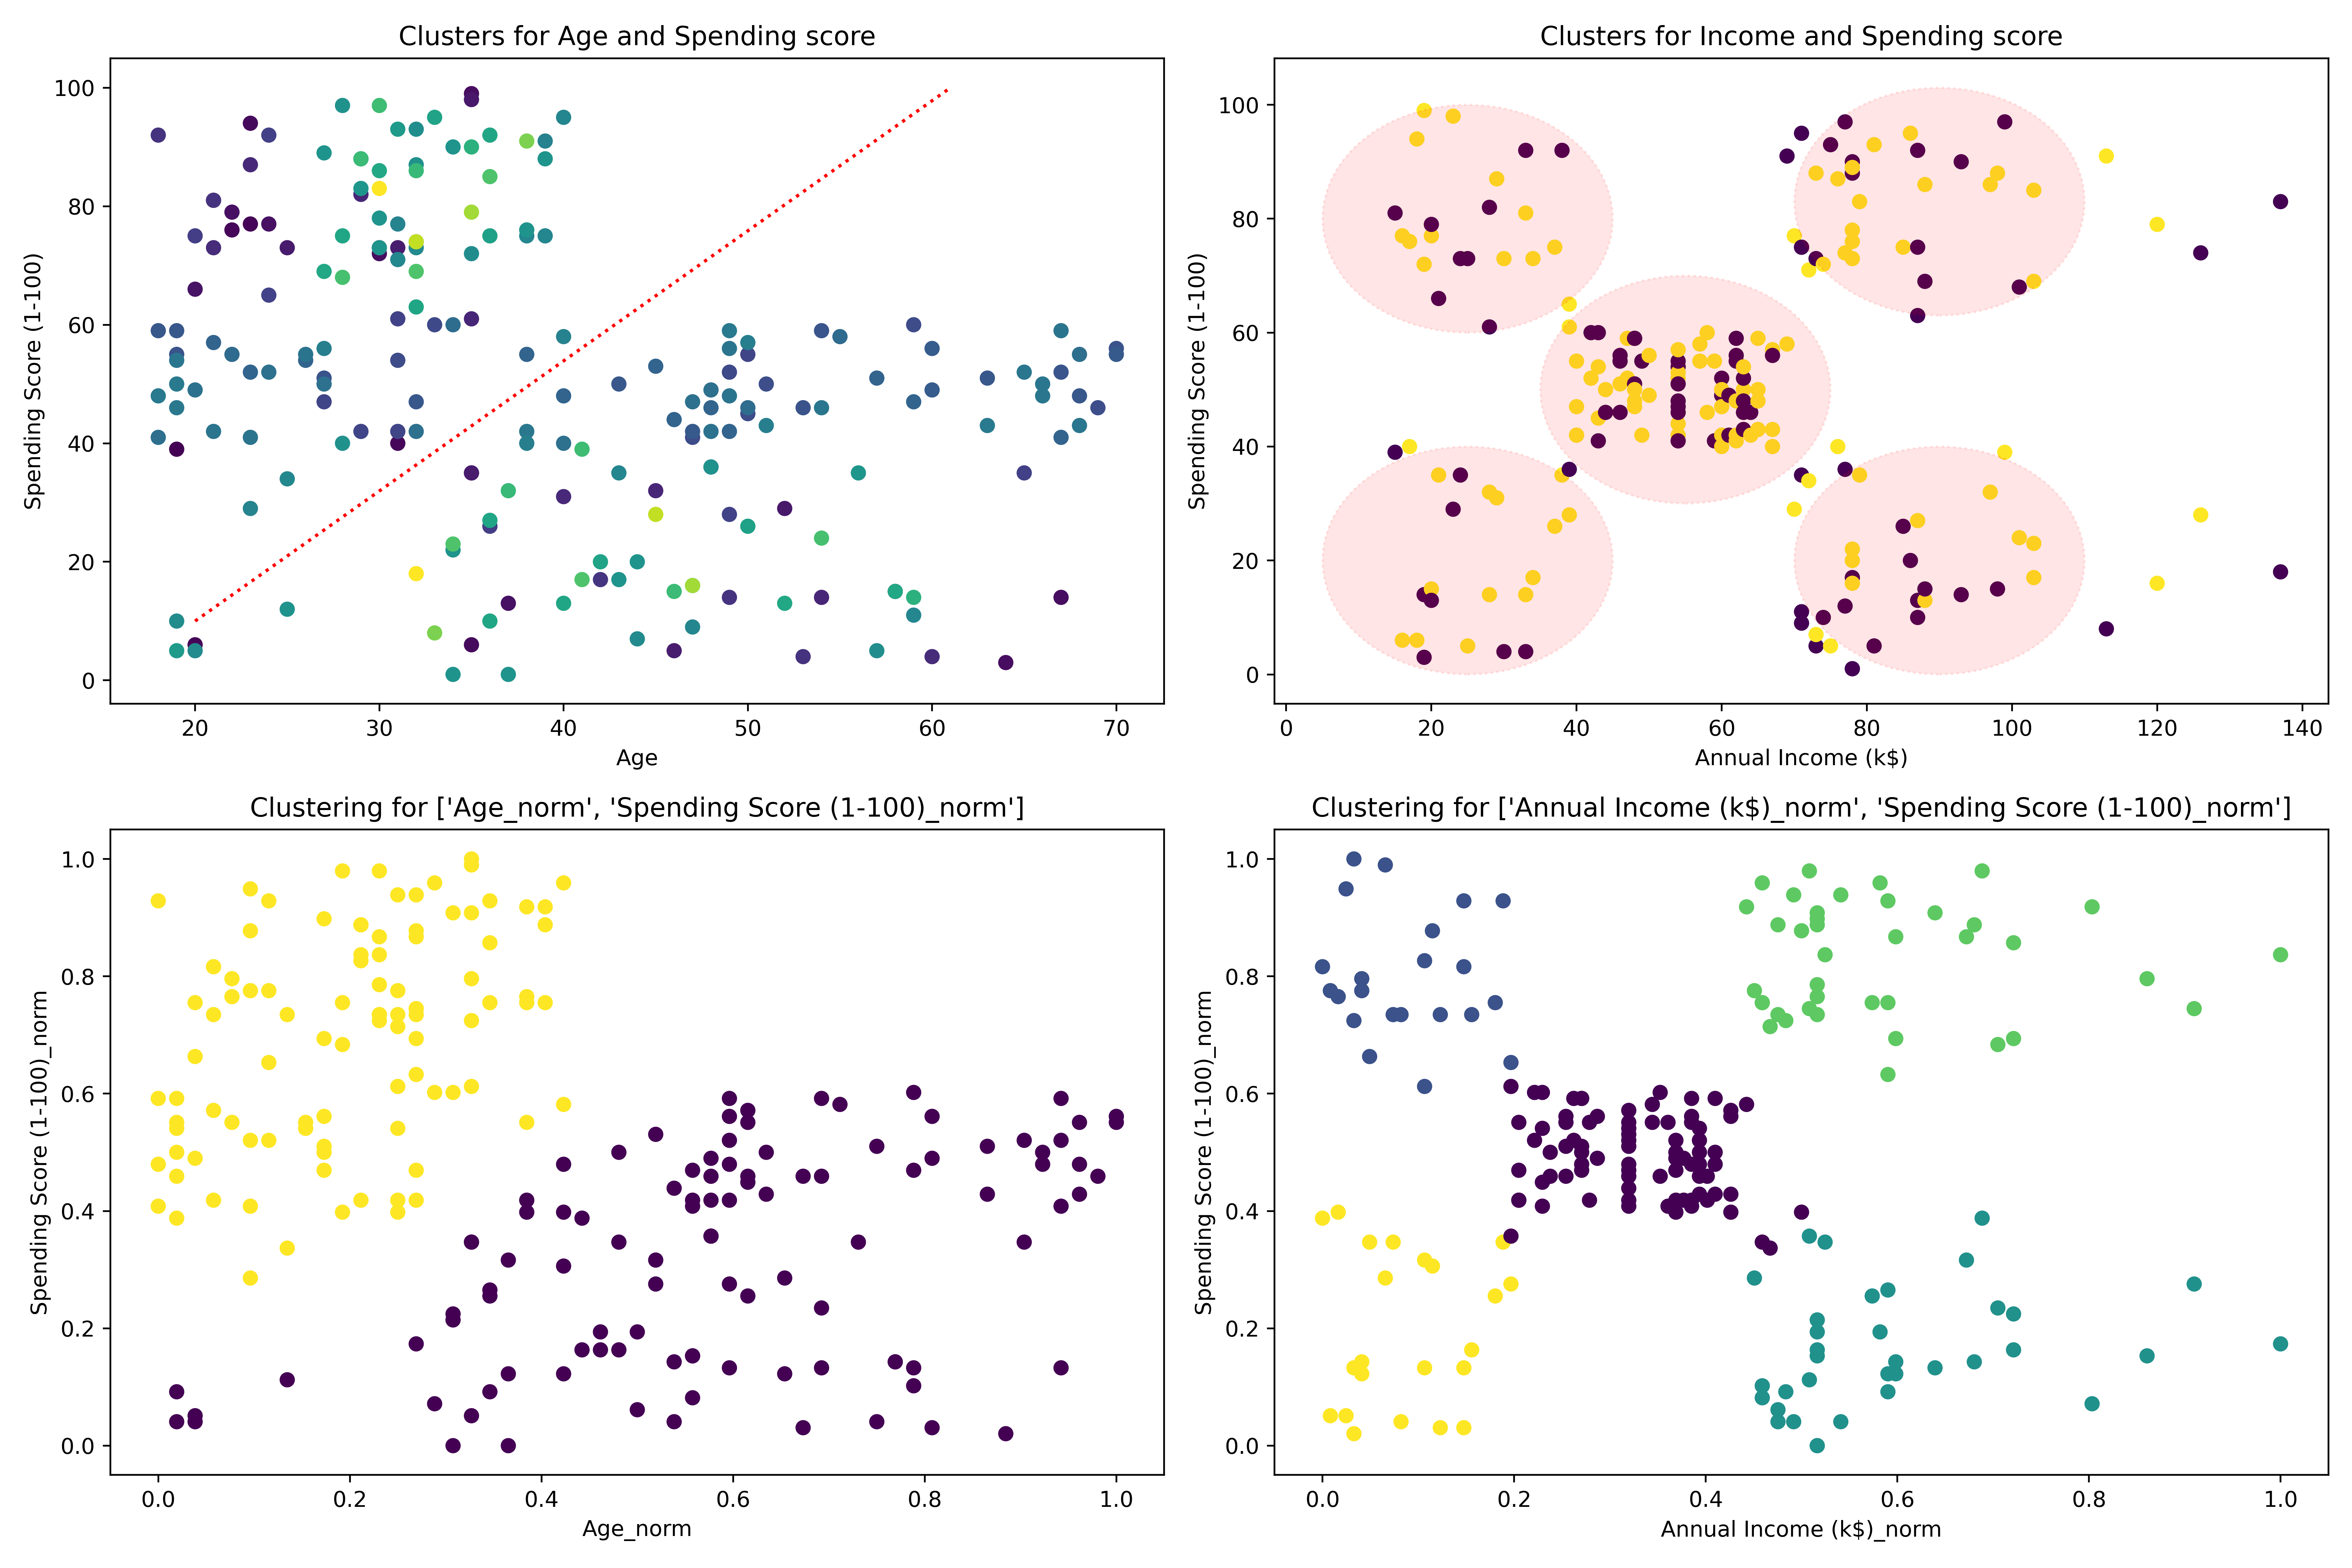 Clusters for Age and Spending score
Spending Score (1-100)
100
80
60
40
20
0
20 30 40 50 60 70
Age
Clusters for Income and Spending score
Spending Score (1-100)
100
80
60
40
20
0
0 20 40 60 80 100 120 140
Annual Income (k$)
Clustering for ['Age_norm', 'Spending Score (1-100)_norm']
Spending Score (1-100)_norm
1.0
0.8
0.6
0.4
0.2
0.0
0.0 0.2 0.4 0.6 0.8 1.0
Age_norm
Clustering for ['Annual Income (k$)_norm', 'Spending Score (1-100)_norm']
Spending Score (1-100)_norm
1.0
0.8
0.6
0.4
0.2
0.0
0.0 0.2 0.4 0.6 0.8 1.0
Annual Income (k$)_norm